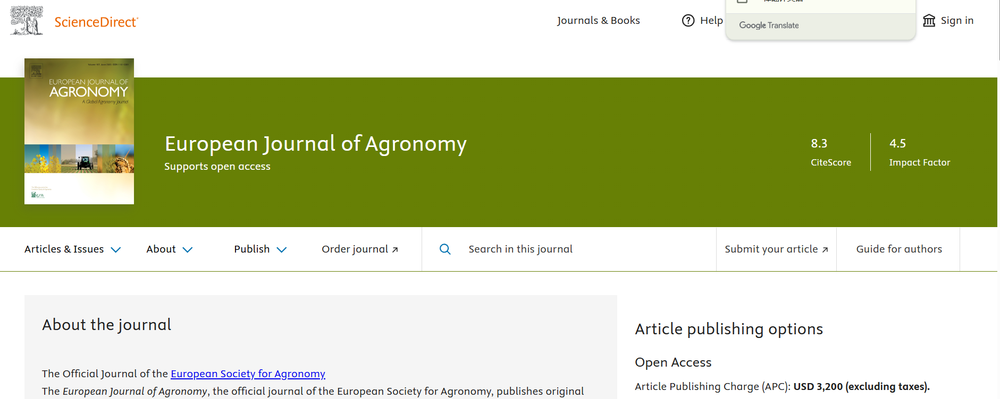 ScienceDirect
Journals & Books
Help
Google Translate
Sign in
EUROPEAN JOURNAL OF
AGRONOMY
A Global Agronomy Journal
European Journal of Agronomy
Supports open access
8.3
CiteScore
4.5
Impact Factor
Articles & Issues
About
Publish
Order journal
Search in this journal
Submit your article
Guide for authors
About the journal
The Official Journal of the European Society for Agronomy
The European Journal of Agronomy, the official journal of the European Society for Agronomy, publishes original
Article publishing options
Open Access
Article Publishing Charge (APC): USD 3,200 (excluding taxes).